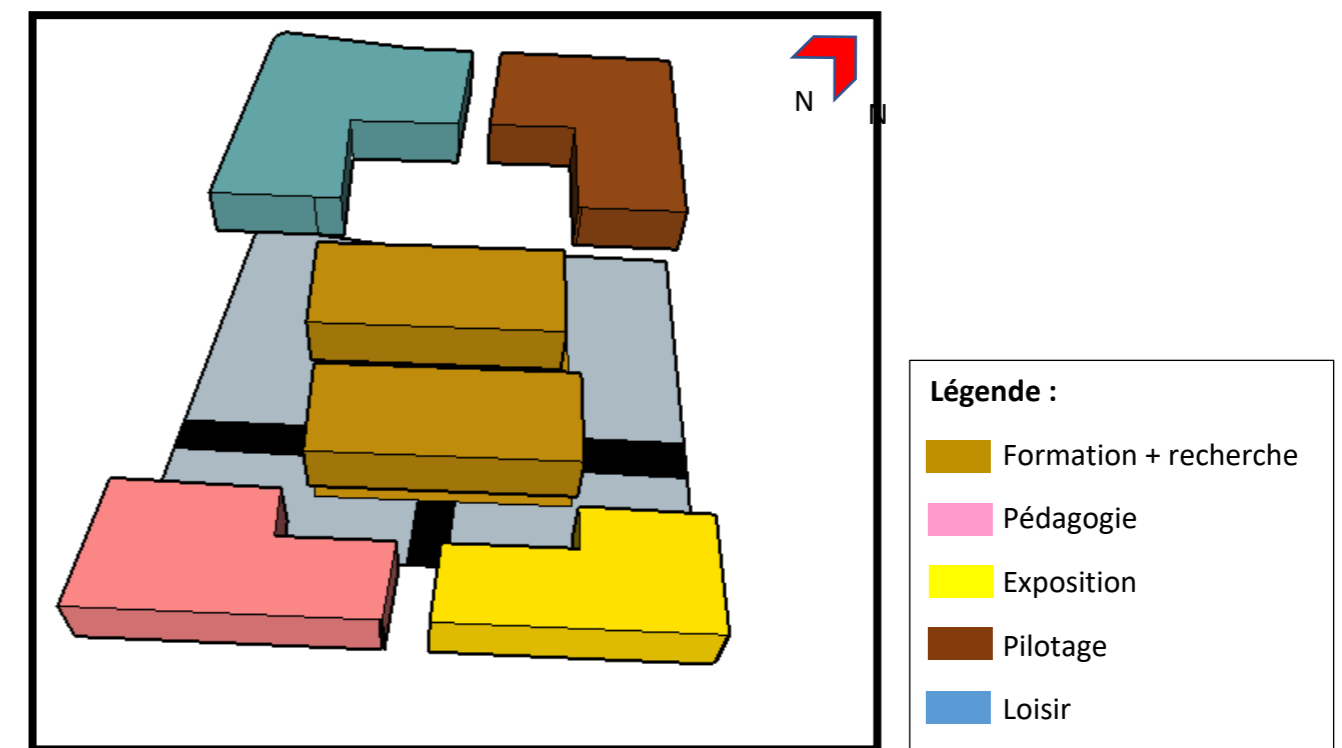 N
N
Légende :
Formation + recherche
Pédagogie
Exposition
Pilotage
Loisir